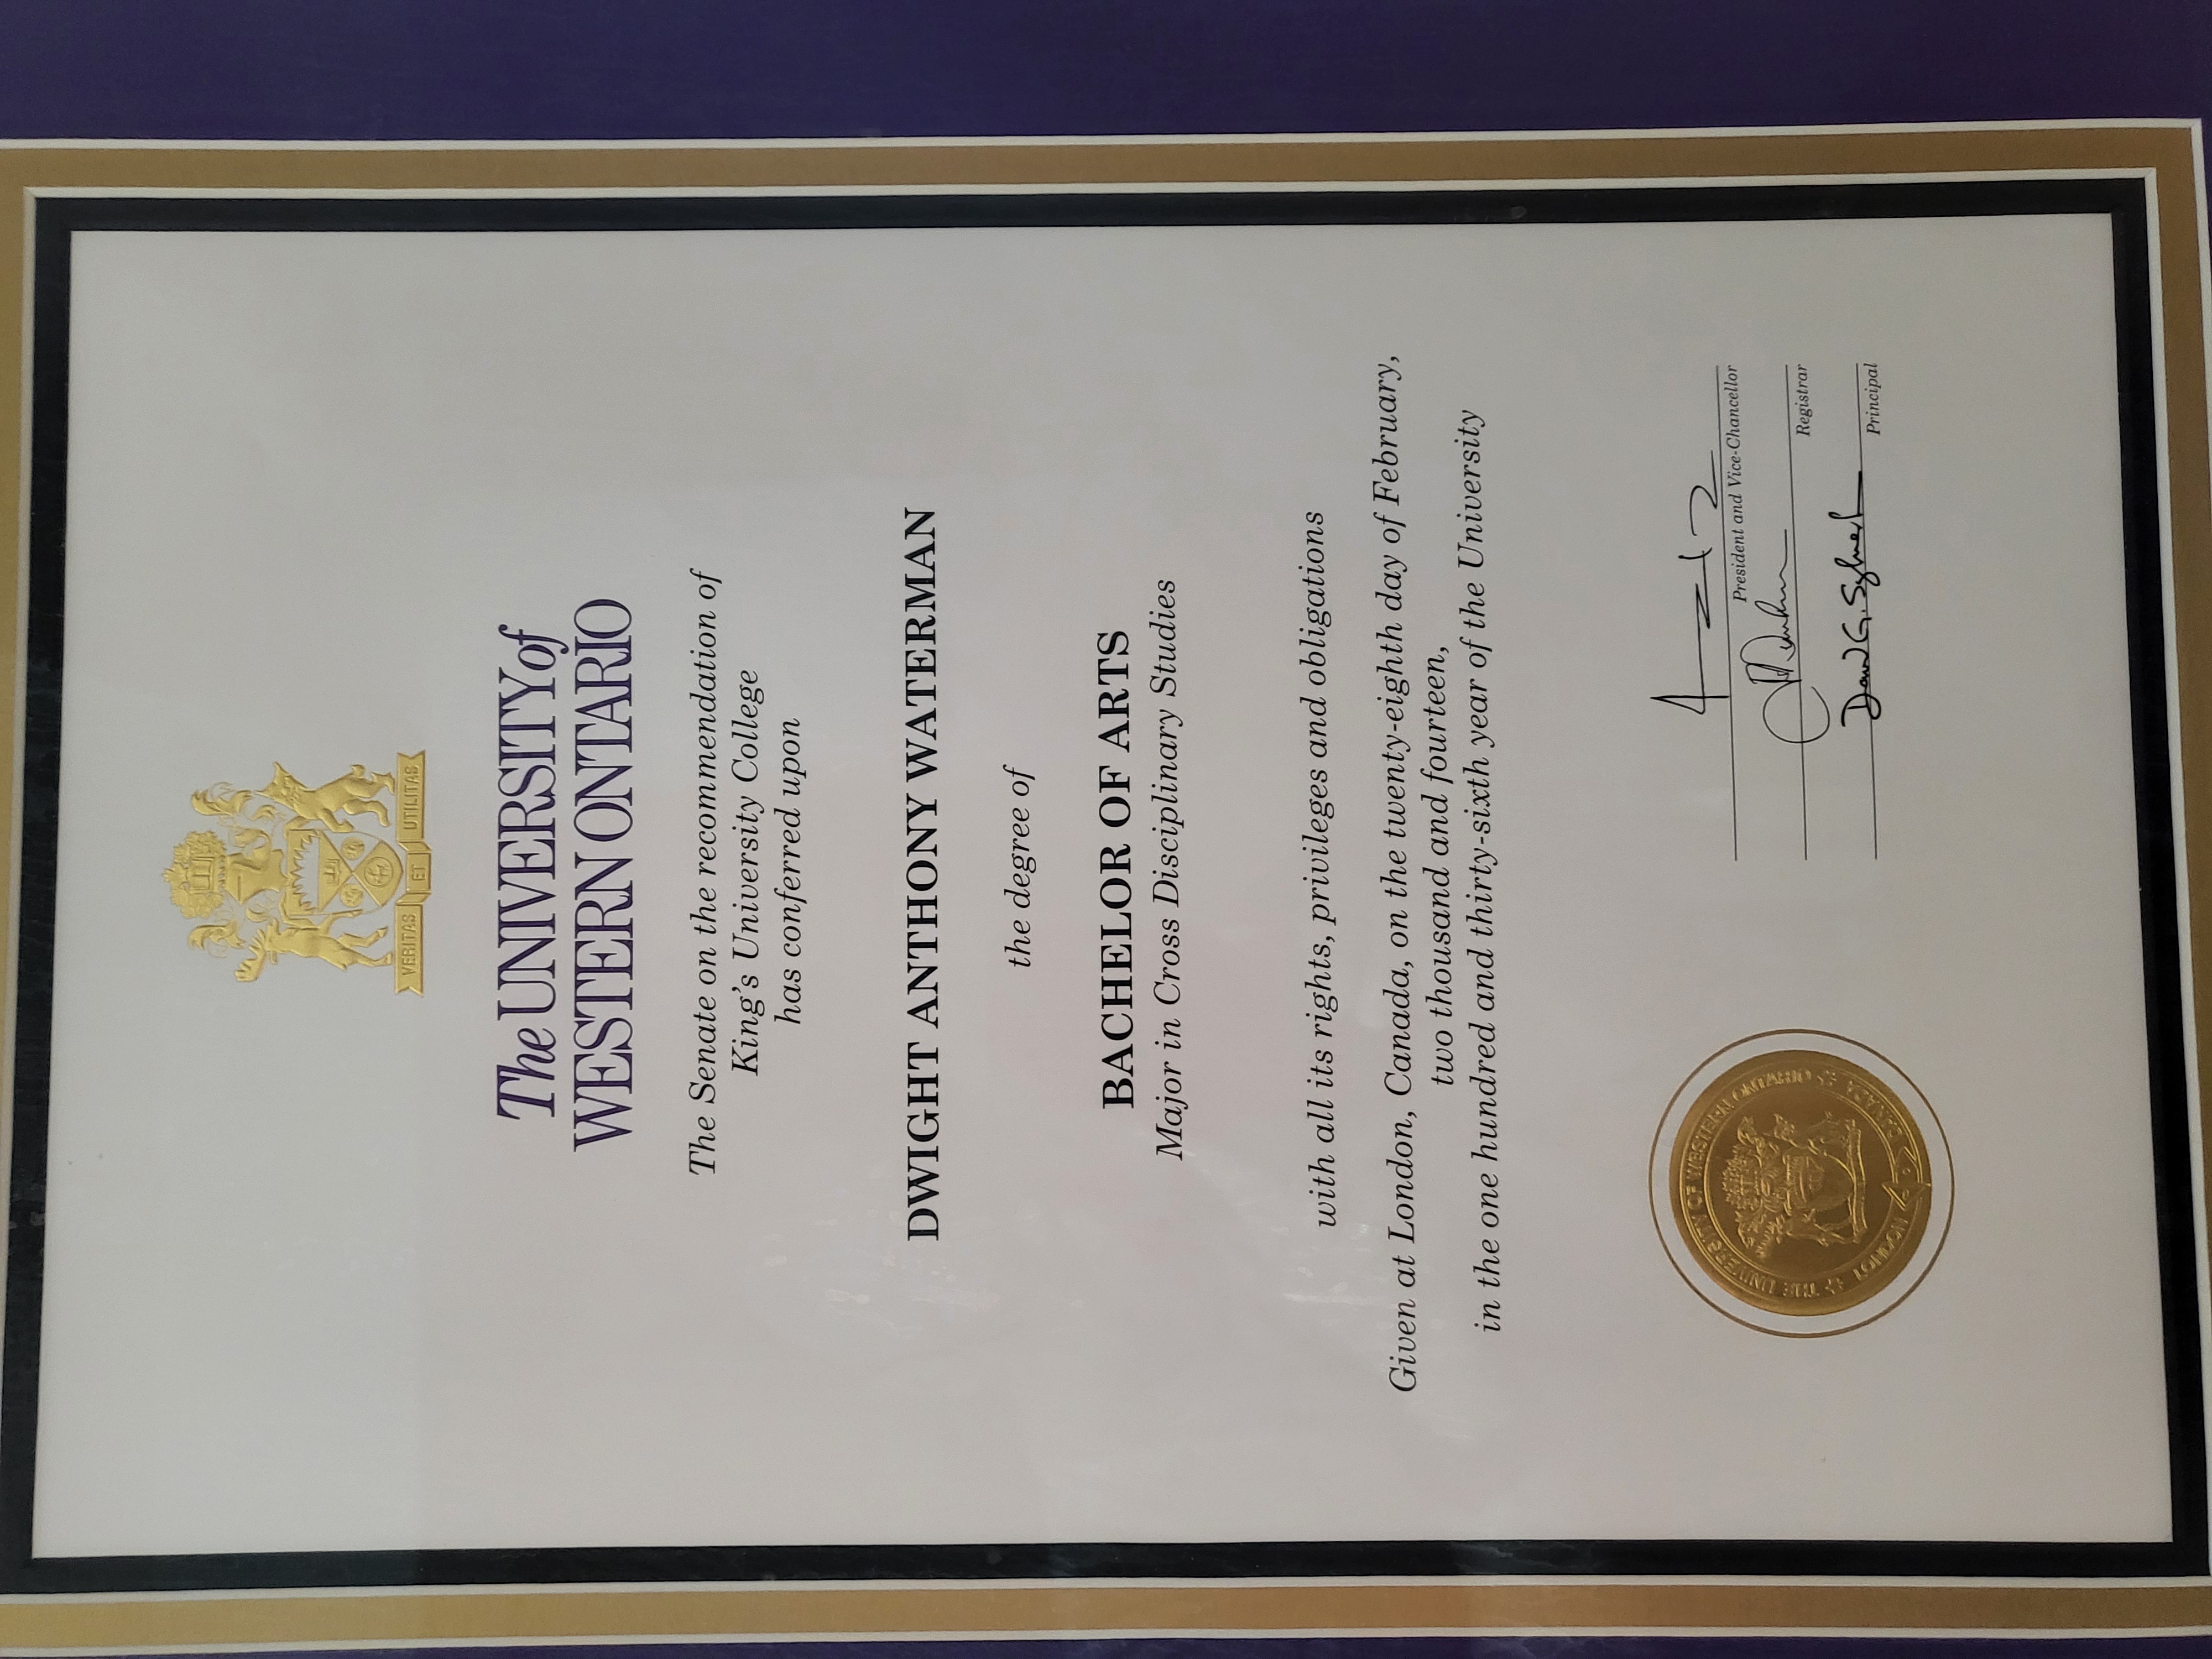 VERITAS ET UTILITAS
The UNIVERSITY of
WESTERN ONTARIO
The Senate on the recommendation of
King's University College
has conferred upon
DWIGHT ANTHONY WATERMAN
the degree of
BACHELOR OF ARTS
Major in Cross Disciplinary Studies
with all its rights, privileges and obligations
Given at London, Canada, on the twenty-eighth day of February,
two thousand and fourteen,
in the one hundred and thirty-sixth year of the University
THE UNIVERSITY OF WESTERN ONTARIO
LONDON CANADA
President and Vice-Chancellor
Registrar
David G. Sylvester
Principal